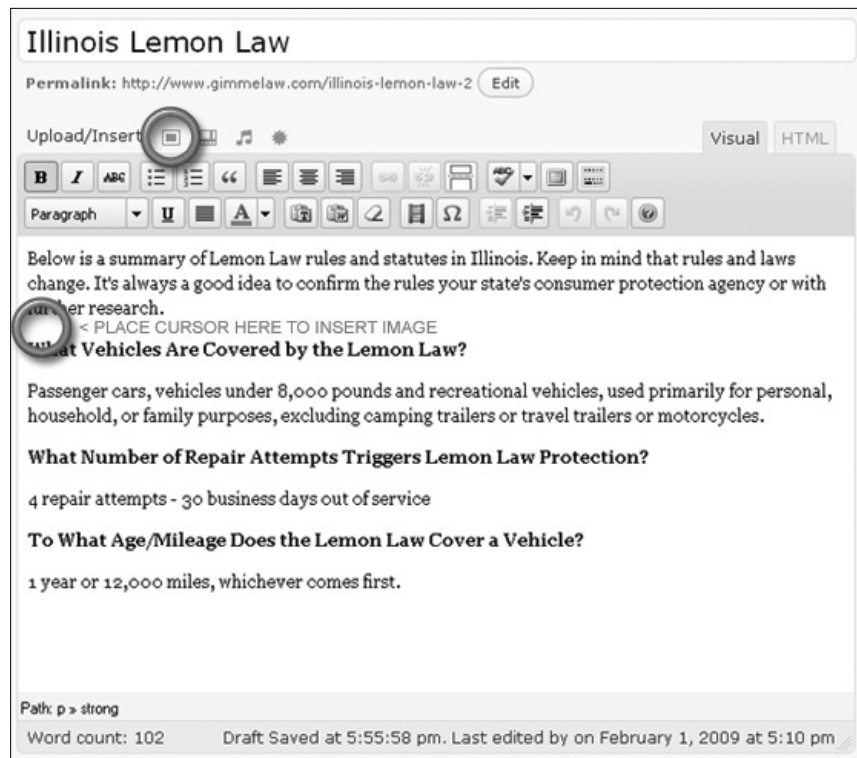 Illinois Lemon Law
Permalink: http://www.gimmelaw.com/illinois-lemon-law-2 Edit
Upload/Insert Visual HTML
B I ABC ABC
Paragraph U A T W Ω
Below is a summary of Lemon Law rules and statutes in Illinois. Keep in mind that rules and laws
change. It's always a good idea to confirm the rules your state's consumer protection agency or with
further research.
< PLACE CURSOR HERE TO INSERT IMAGE
What Vehicles Are Covered by the Lemon Law?
Passenger cars, vehicles under 8,000 pounds and recreational vehicles, used primarily for personal,
household, or family purposes, excluding camping trailers or travel trailers or motorcycles.
What Number of Repair Attempts Triggers Lemon Law Protection?
4 repair attempts - 30 business days out of service
To What Age/Mileage Does the Lemon Law Cover a Vehicle?
1 year or 12,000 miles, whichever comes first.
Path: p » strong
Word count: 102 Draft Saved at 5:55:58 pm. Last edited by on February 1, 2009 at 5:10 pm